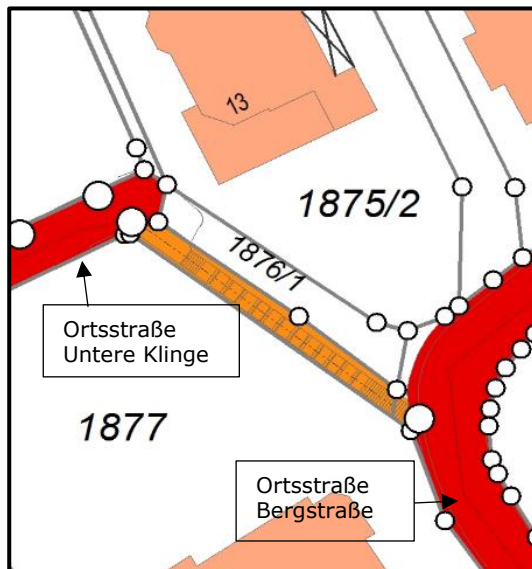 13
1875/2
1876/1
Ortsstraße
Untere Klinge
1877
Ortsstraße
Bergstraße